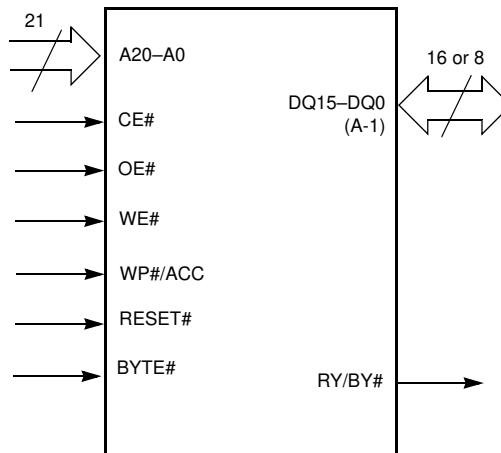 21
A20–A0
16 or 8
DQ15–DQ0
(A-1)
CE#
OE#
WE#
WP#/ACC
RESET#
BYTE#
RY/BY#